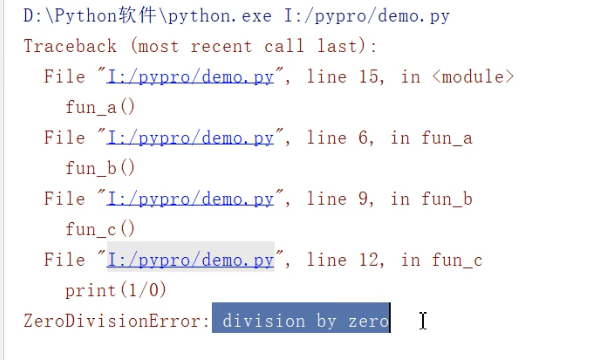 D:\Python软件\python.exe I:/pypro/demo.py
Traceback (most recent call last):
  File "I:/pypro/demo.py", line 15, in <module>
    fun_a()
  File "I:/pypro/demo.py", line 6, in fun_a
    fun_b()
  File "I:/pypro/demo.py", line 9, in fun_b
    fun_c()
  File "I:/pypro/demo.py", line 12, in fun_c
    print(1/0)
ZeroDivisionError: division by zero